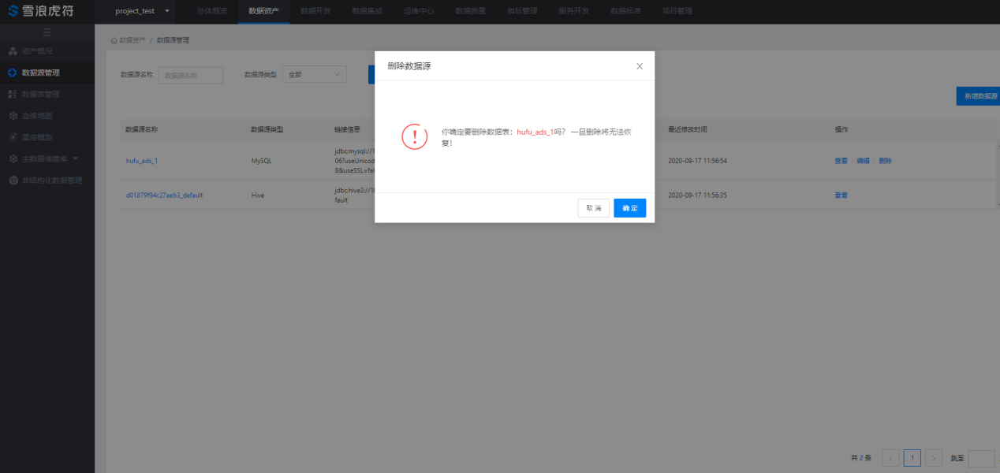 雪浪虎符
project_test
总体概览
数据资产
数据开发
数据集成
运维中心
数据质量
指标管理
服务开发
数据标准
项目管理
资产概况
数据源管理
数据表管理
血缘地图
星座模型
主数据维度库
非结构化数据管理
数据资产 / 数据源管理
数据源名称
数据源名称
数据源类型
全部
新增数据源
数据源名称
数据源类型
链接信息
最近修改时间
操作
hufu_ads_1
MySQL
jdbc:mysql://1
06?useUnicod
8&useSSL=fal
2020-09-17 11:56:54
查看
编辑
删除
d01879f94c27aeb3_default
Hive
jdbc:hive2://10
fault
2020-09-17 11:56:35
查看
删除数据源
你确定要删除数据表：hufu_ads_1吗？ 一旦删除将无法恢
复!
取 消
确 定
共 2 条
1
跳至